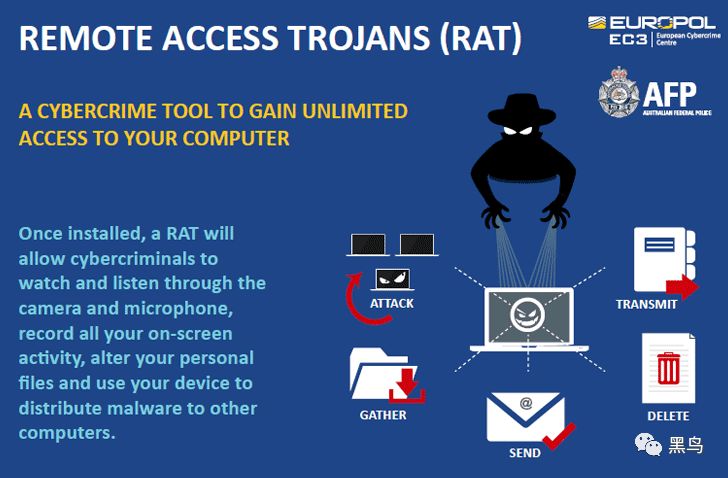 REMOTE ACCESS TROJANS (RAT)
EUROPOL
EC3 | European Cybercrime
Centre
AFP
AUSTRALIAN FEDERAL POLICE
A CYBERCRIME TOOL TO GAIN UNLIMITED
ACCESS TO YOUR COMPUTER
Once installed, a RAT will
allow cybercriminals to
watch and listen through the
camera and microphone,
record all your on-screen
activity, alter your personal
files and use your device to
distribute malware to other
computers.
ATTACK
TRANSMIT
GATHER
@
SEND
DELETE
黑鸟